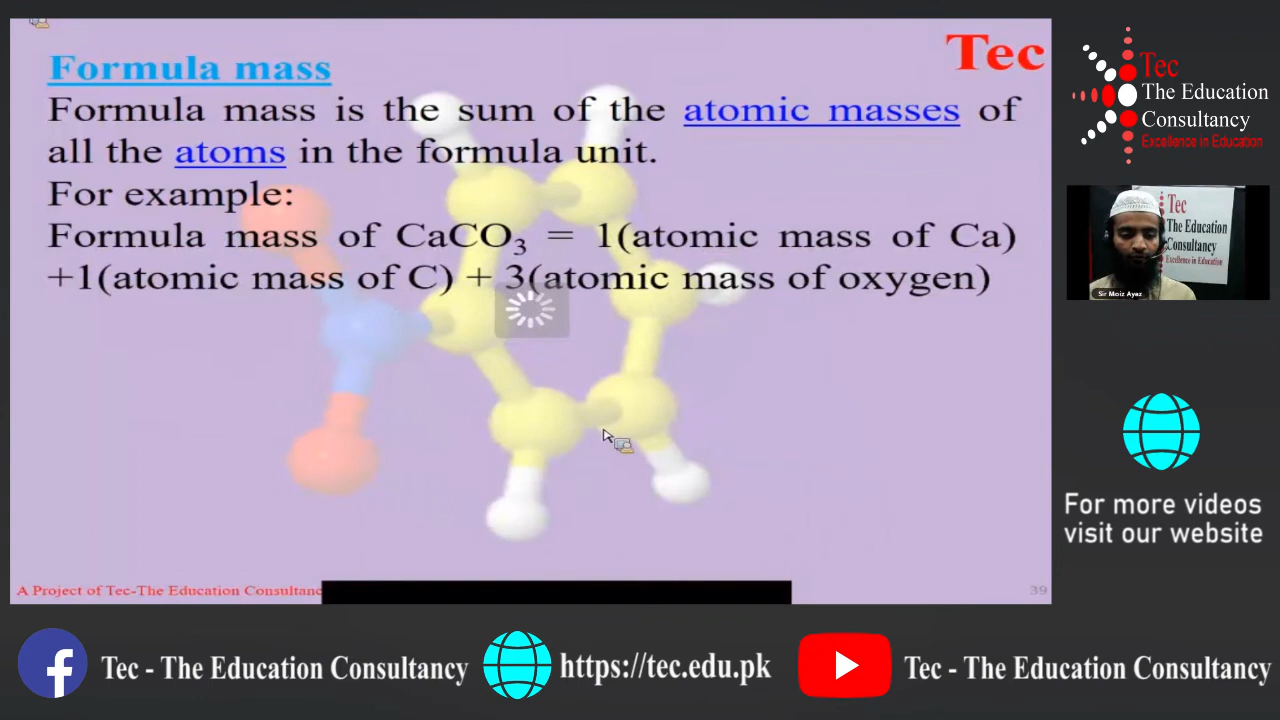 Formula mass
Tec
Formula mass is the sum of the atomic masses of
all the atoms in the formula unit.
For example:
Formula mass of CaCO₃ = 1(atomic mass of Ca)
+1(atomic mass of C) + 3(atomic mass of oxygen)
A Project of Tec-The Education Consultanc
39
Tec
The Education
Consultancy
Excellence in Education
Tec
The Education
Consultancy
Excellence in Education
Sir Moiz Ayaz
For more videos
visit our website
Tec - The Education Consultancy
https://tec.edu.pk
Tec - The Education Consultancy